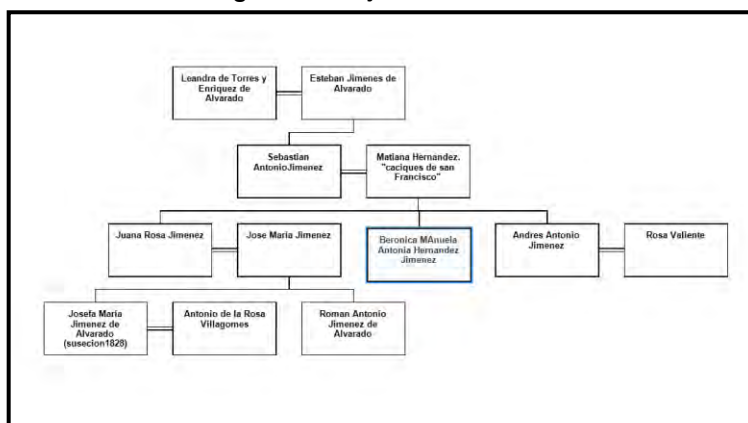 Leandra de Torres y
Enriquez de
Alvarado
Esteban Jimenes de
Alvarado
Sebastian
AntonioJimenez
Matiana Hernandez.
"caciques de san
Francisco"
Juana Rosa Jimenez
Jose Maria Jimenez
Beronica MAnuela
Antonia Hernandez
Jimenez
Andres Antonio
Jimenez
Rosa Valiente
Josefa Maria
Jimenez de
Alvarado
(susecion1828)
Antonio de la Rosa
Villagomes
Roman Antonio
Jimenez de
Alvarado